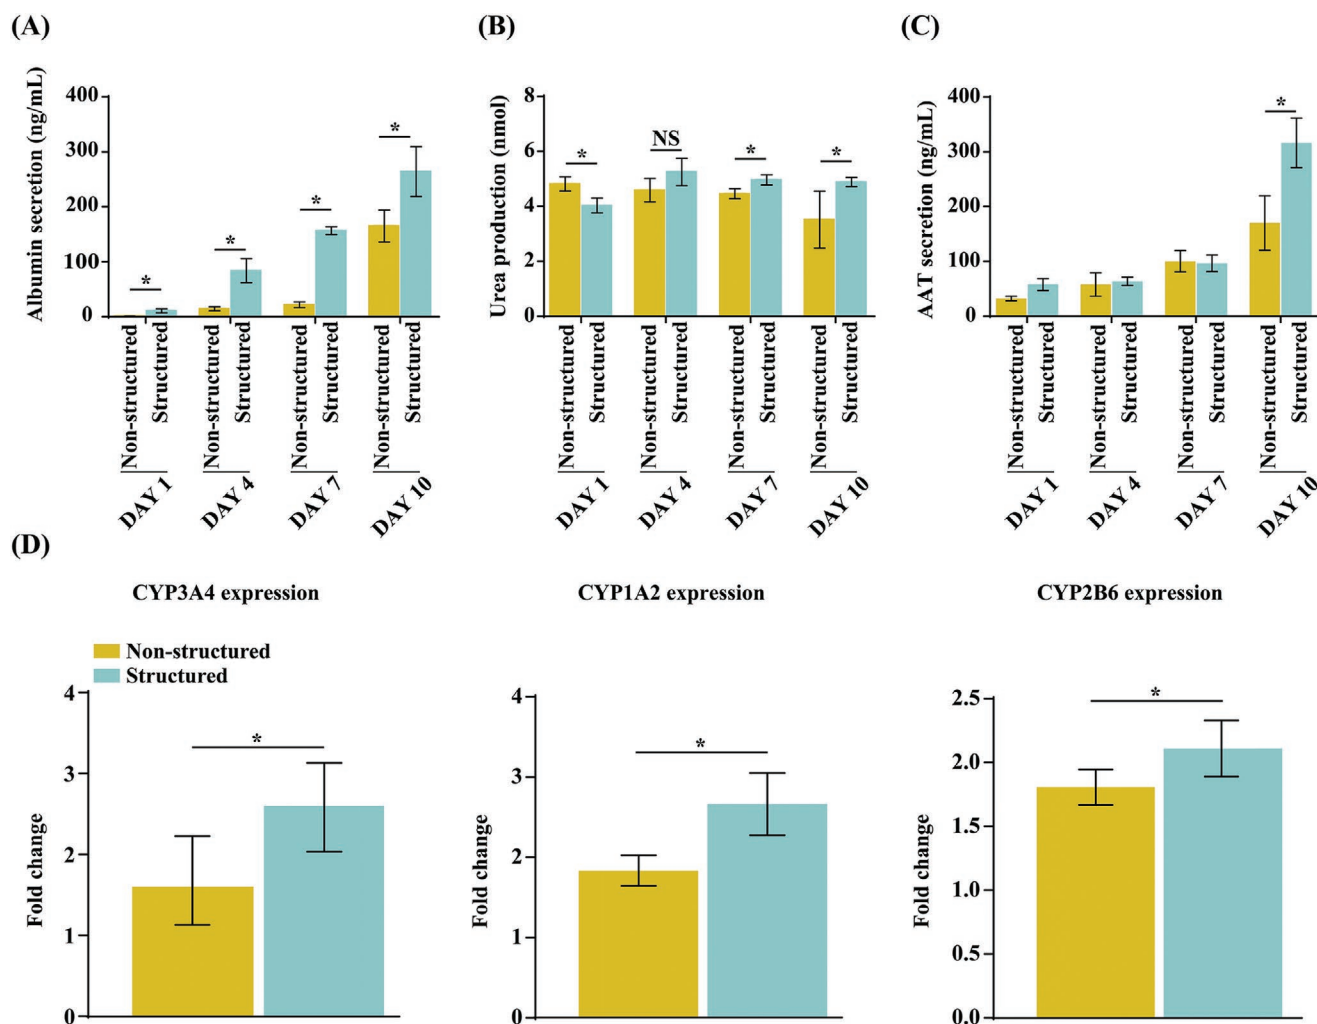 (A)
Albumin secretion (ng/mL)
400
300
200
100
0
*
*
*
*
Non-structured
Structured
Non-structured
Structured
Non-structured
Structured
Non-structured
Structured
DAY 1
DAY 4
DAY 7
DAY 10
(B)
Urea production (nmol)
8
6
4
2
0
*
NS
*
*
Non-structured
Structured
Non-structured
Structured
Non-structured
Structured
Non-structured
Structured
DAY 1
DAY 4
DAY 7
DAY 10
(C)
AAT secretion (ng/mL)
400
300
200
100
0
*
Non-structured
Structured
Non-structured
Structured
Non-structured
Structured
Non-structured
Structured
DAY 1
DAY 4
DAY 7
DAY 10
(D)
CYP3A4 expression
Non-structured
Structured
Fold change
4
3
2
1
0
*
CYP1A2 expression
Fold change
4
3
2
1
0
*
CYP2B6 expression
Fold change
2.5
2.0
1.5
1.0
0.5
0.0
*